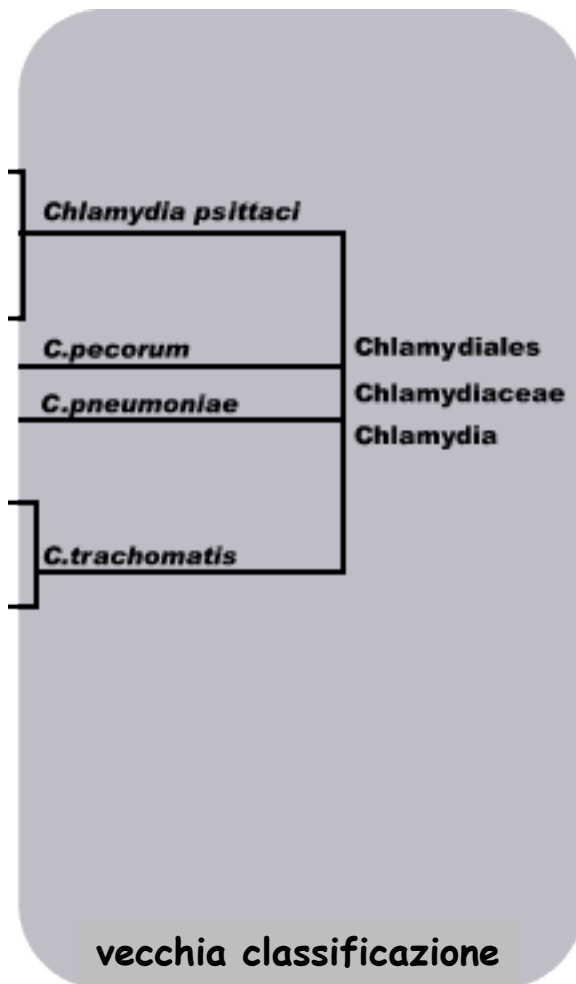 Chlamydia psittaci
C.pecorum
C.pneumoniae
C.trachomatis
Chlamydiales
Chlamydiaceae
Chlamydia
vecchia classificazione